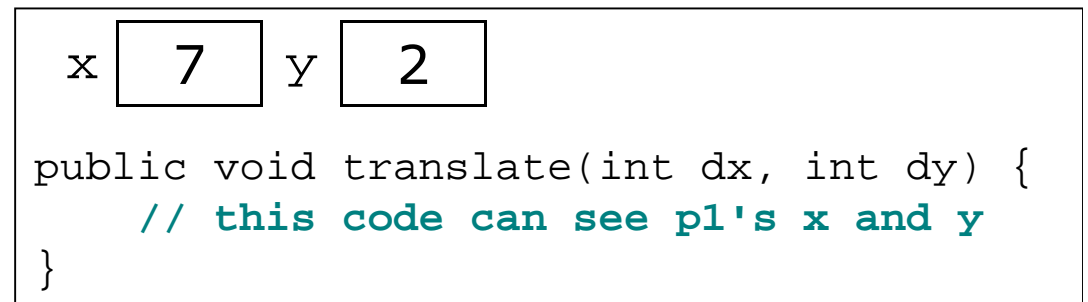 x 7 y 2
public void translate(int dx, int dy) {
    // this code can see p1's x and y
}